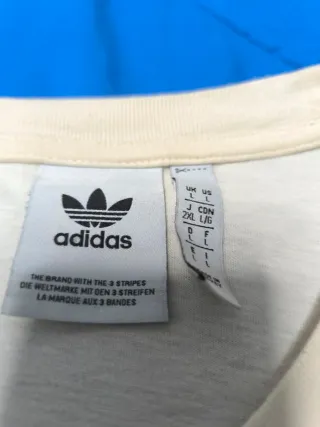 adidas
THE BRAND WITH THE 3 STRIPES
DIE WELTMARKE MIT DEN 3 STREIFEN
LA MARQUE AUX 3 BANDES
UK US
L L
J CDN
2XL L/G
D F
L L
E I
L L